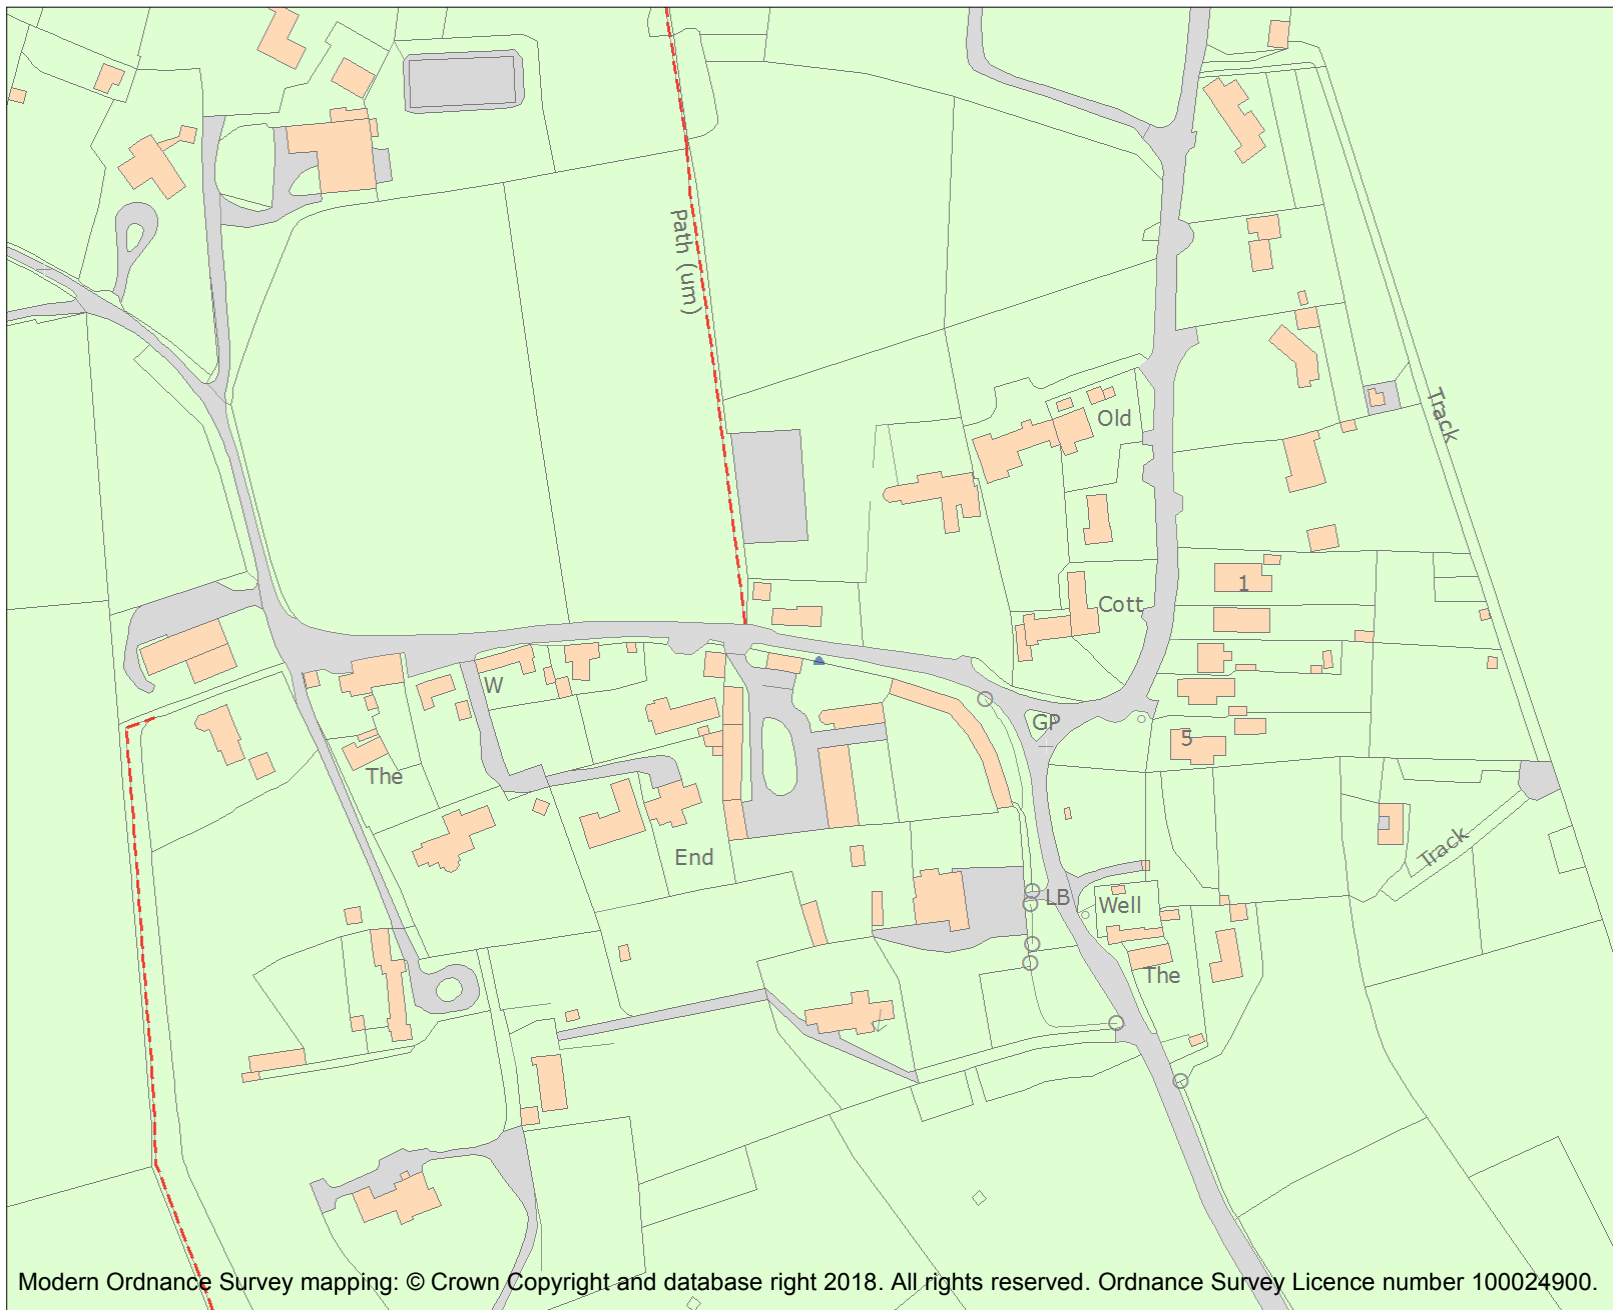 Path (um)
Track
Old
1
Cott
W
GP
5
The
End
Track
LB
Well
The
Modern Ordnance Survey mapping: © Crown Copyright and database right 2018. All rights reserved. Ordnance Survey Licence number 100024900.